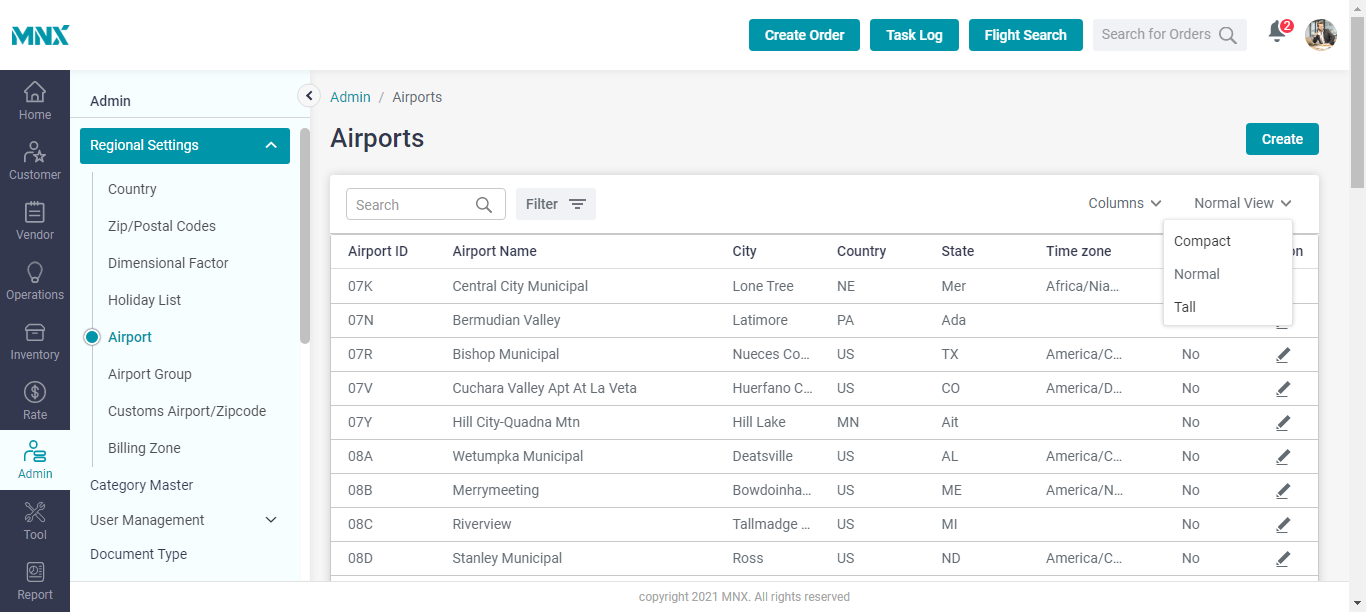 MNX
Create Order
Task Log
Flight Search
Search for Orders
2
Home
Customer
Vendor
Operations
Inventory
Rate
Admin
Tool
Report
Admin
Regional Settings
Country
Zip/Postal Codes
Dimensional Factor
Holiday List
Airport
Airport Group
Customs Airport/Zipcode
Billing Zone
Category Master
User Management
Document Type
Admin / Airports
Airports
Create
Search
Filter
Columns
Normal View
Compact
Normal
Tall
Airport ID Airport Name City Country State Time zone on
07K Central City Municipal Lone Tree NE Mer Africa/Nia...
07N Bermudian Valley Latimore PA Ada
07R Bishop Municipal Nueces Co... US TX America/C... No
07V Cuchara Valley Apt At La Veta Huerfano C... US CO America/D... No
07Y Hill City-Quadna Mtn Hill Lake MN Ait No
08A Wetumpka Municipal Deatsville US AL America/C... No
08B Merrymeeting Bowdoinha... US ME America/N... No
08C Riverview Tallmadge ... US MI No
08D Stanley Municipal Ross US ND America/C... No
copyright 2021 MNX. All rights reserved